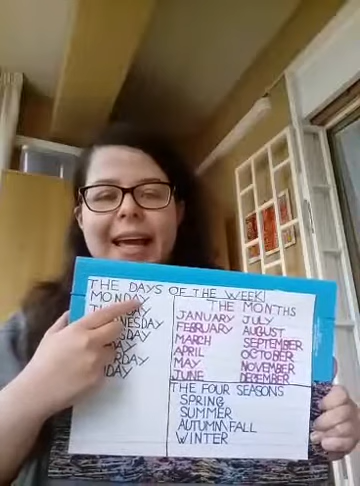 THE DAYS OF THE WEEK
MONDAY
THE MONTHS
JANUARY JULY
FEBRUARY AUGUST
MARCH SEPTEMBER
APRIL OCTOBER
MAY NOVEMBER
JUNE DECEMBER
THE FOUR SEASONS
SPRING
SUMMER
AUTUMN\FALL
WINTER